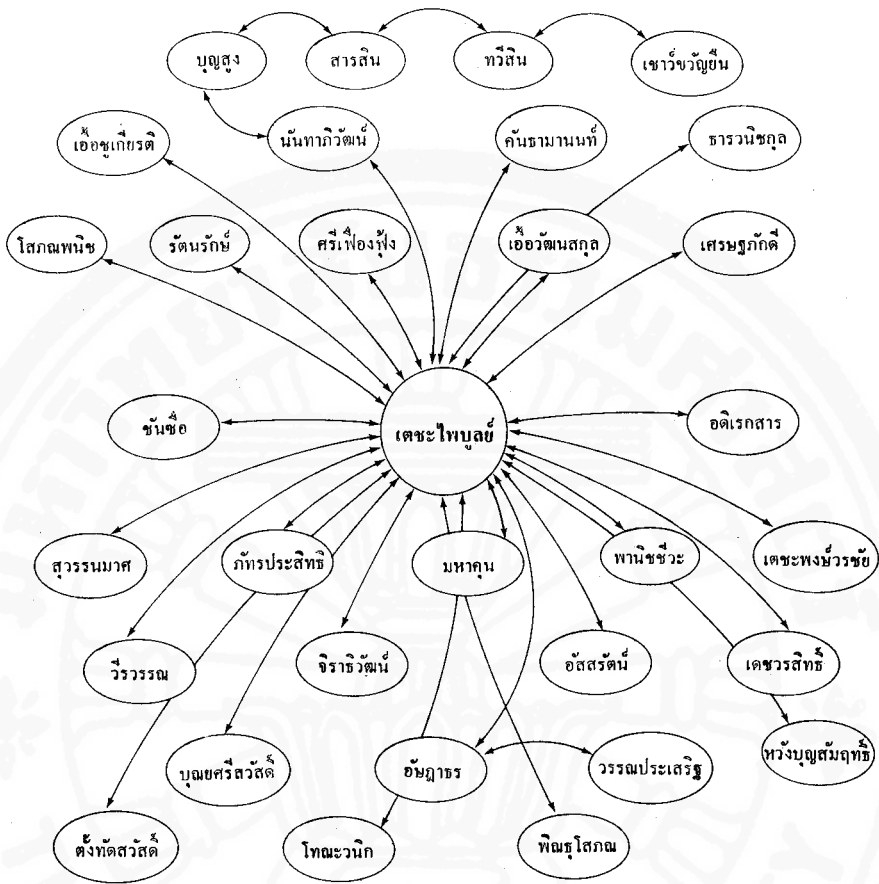 บุญสูง
สารสิน
ทวีสิน
เชาว์ขวัญยืน
เอื้อชูเกียรติ
นันทาภิวัฒน์
คันธามานนท์
ธารวนิชกุล
โสภณพนิช
รัตนรักษ์
ศรีเฟื่องฟุ้ง
เอื้อวัฒนสกุล
เศรษฐภักดี
ชันซื่อ
เตชะไพบูลย์
อดิเรกสาร
สุวรรนมาศ
ภัทรประสิทธิ์
มหาคุน
พานิชชีวะ
เตชะพงษ์วรชัย
วีรวรรณ
จิราธิวัฒน์
อัสสรัตน์
เดชวรสิทธิ์
บุณยศรีสวัสดิ์
อัษฎาธร
วรรณประเสริฐ
หวังบุญสัมฤทธิ์
ตั้งทัดสวัสดิ์
โทณะวนิก
พิณธุโสภณ